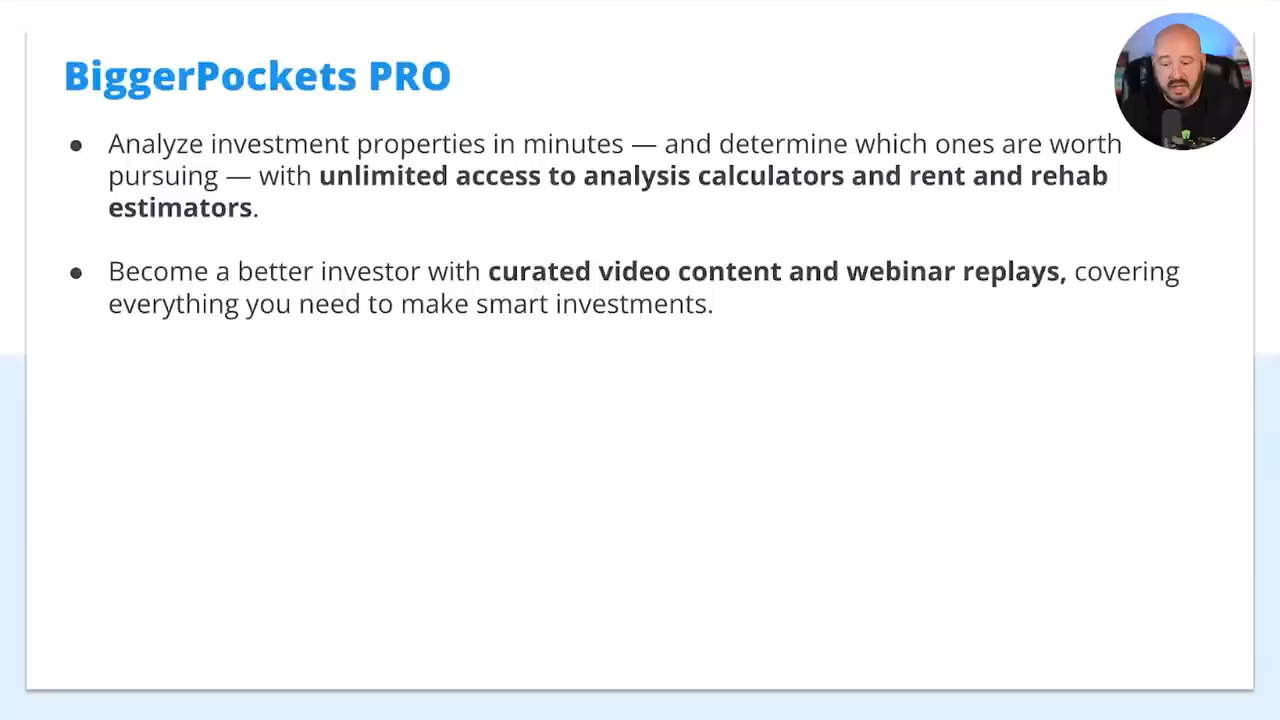 BiggerPockets PRO
● Analyze investment properties in minutes — and determine which ones are worth
pursuing — with unlimited access to analysis calculators and rent and rehab
estimators.
● Become a better investor with curated video content and webinar replays, covering
everything you need to make smart investments.